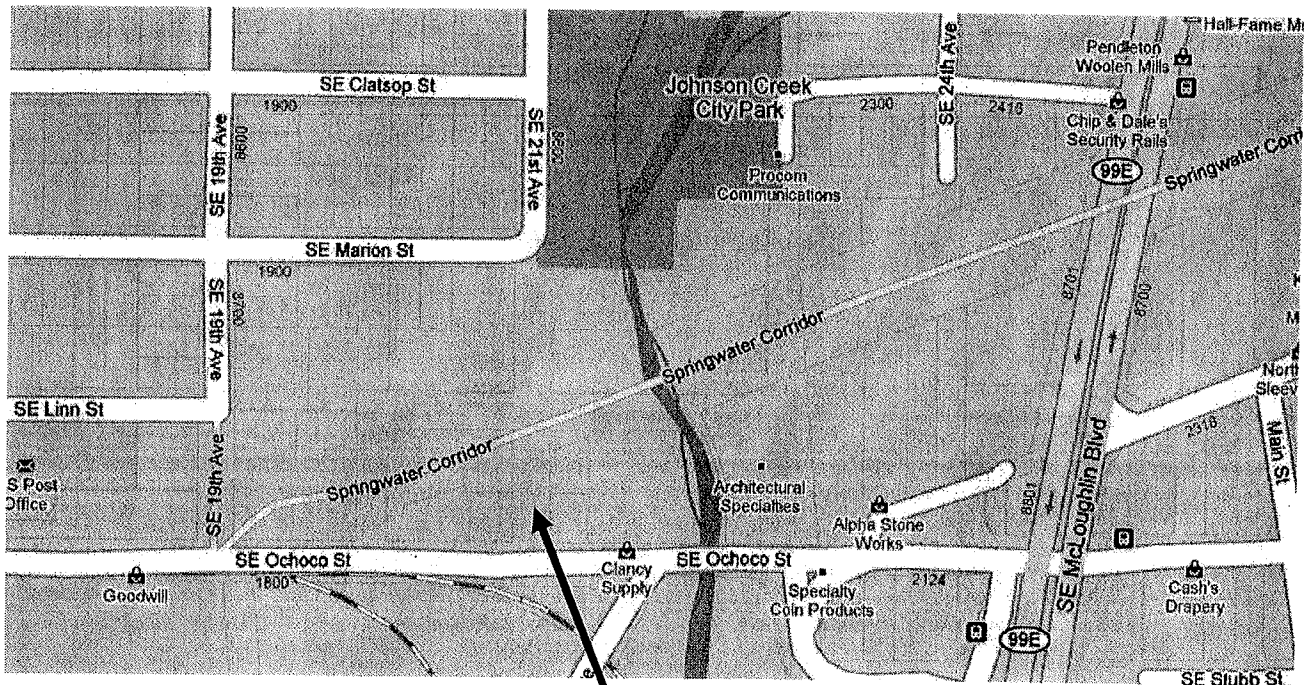 Hall-Fame
Pendleton
Woolen Mills
SE Clatsop St
1900
Johnson Creek
City Park
2300
SE 24th Ave
2416
Chip & Dale's
Security Rails
SE 19th Ave
8600
SE 21st Ave
Procom
Communications
99E
Springwater
SE Marion St
1900
SE 19th Ave
8700
8701
8700
Springwater Corridor
SE Linn St
SE 19th Ave
S Post
Office
Springwater Corridor
Architectural
Specialties
Alpha Stone
Works
8801
SE McLoughlin Blvd
2316
Main St
North
Sleev
SE Ochoco St
1800
Goodwill
Clancy
Supply
SE Ochoco St
Specialty
Coin Products
2124
Cash's
Drapery
99E
SE Stubb St